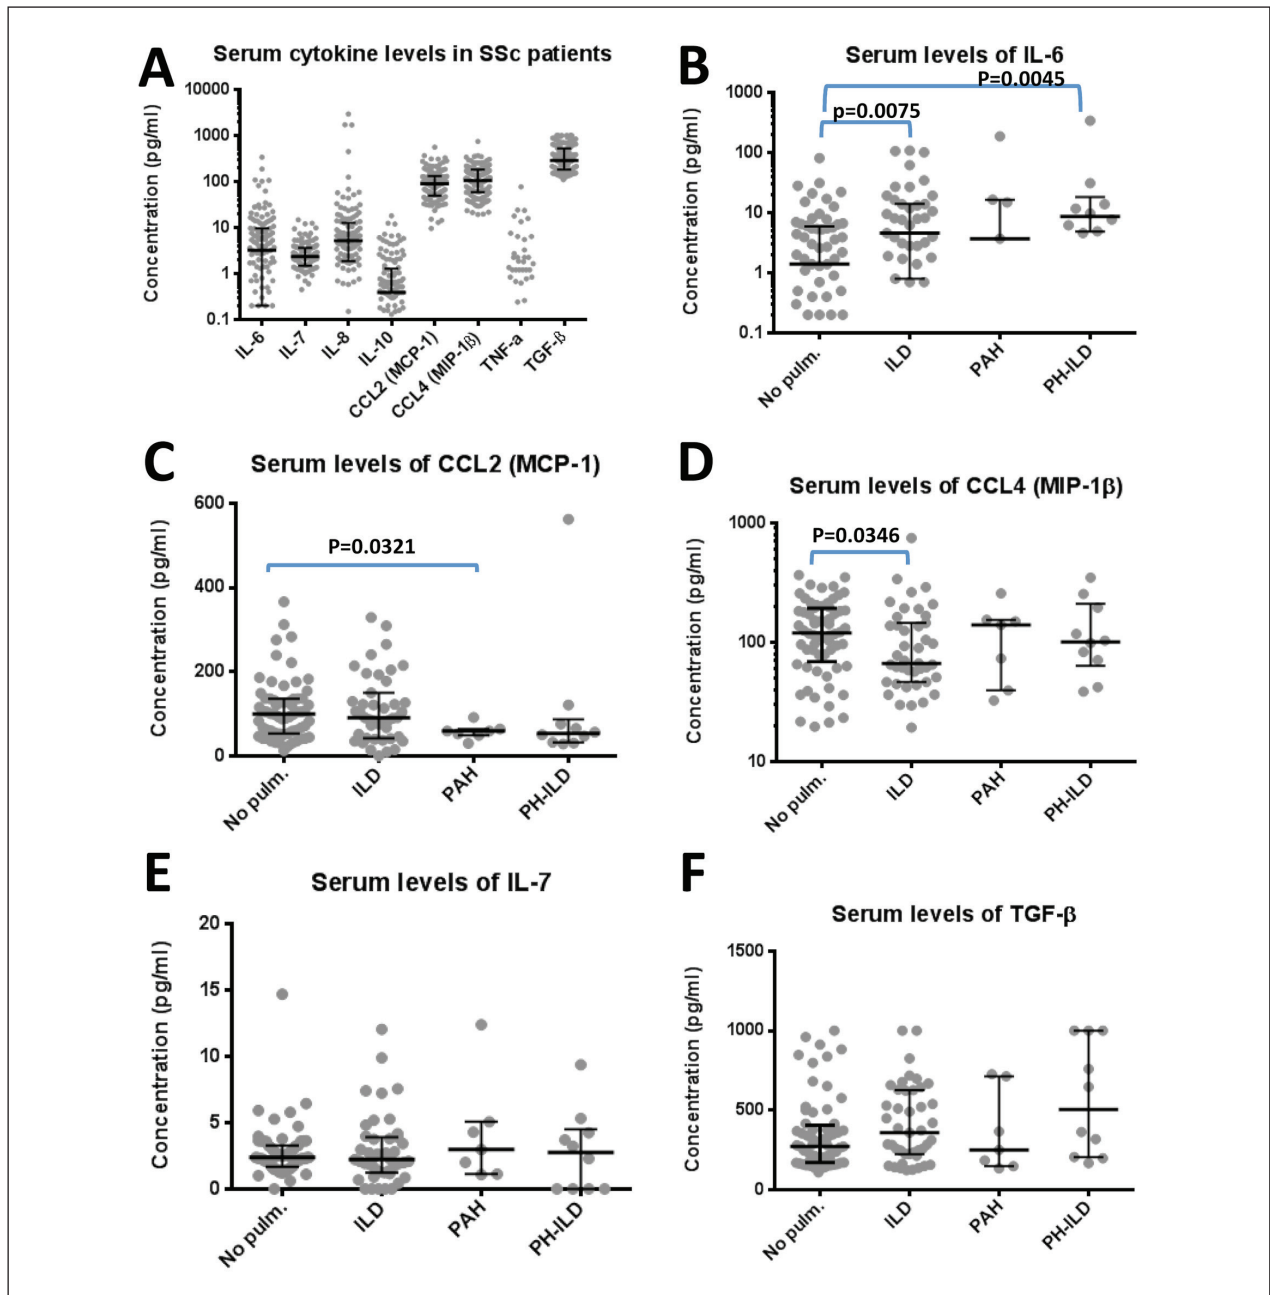 A
Serum cytokine levels in SSc patients
Concentration (pg/ml)
10000
1000
100
10
1
0.1
IL-6
IL-7
IL-8
IL-10
CCL2 (MCP-1)
CCL4 (MIP-1β)
TNF-a
TGF-ß
B
Serum levels of IL-6
P=0.0045
p=0.0075
Concentration (pg/ml)
1000
100
10
1
0.1
No pulm.
ILD
PAH
PH-ILD
C
Serum levels of CCL2 (MCP-1)
P=0.0321
Concentration (pg/ml)
600
400
200
0
No pulm.
ILD
PAH
PH-ILD
D
Serum levels of CCL4 (MIP-1β)
P=0.0346
Concentration (pg/ml)
1000
100
10
No pulm.
ILD
PAH
PH-ILD
E
Serum levels of IL-7
Concentration (pg/ml)
20
15
10
5
0
No pulm.
ILD
PAH
PH-ILD
F
Serum levels of TGF-β
Concentration (pg/ml)
1500
1000
500
0
No pulm.
ILD
PAH
PH-ILD